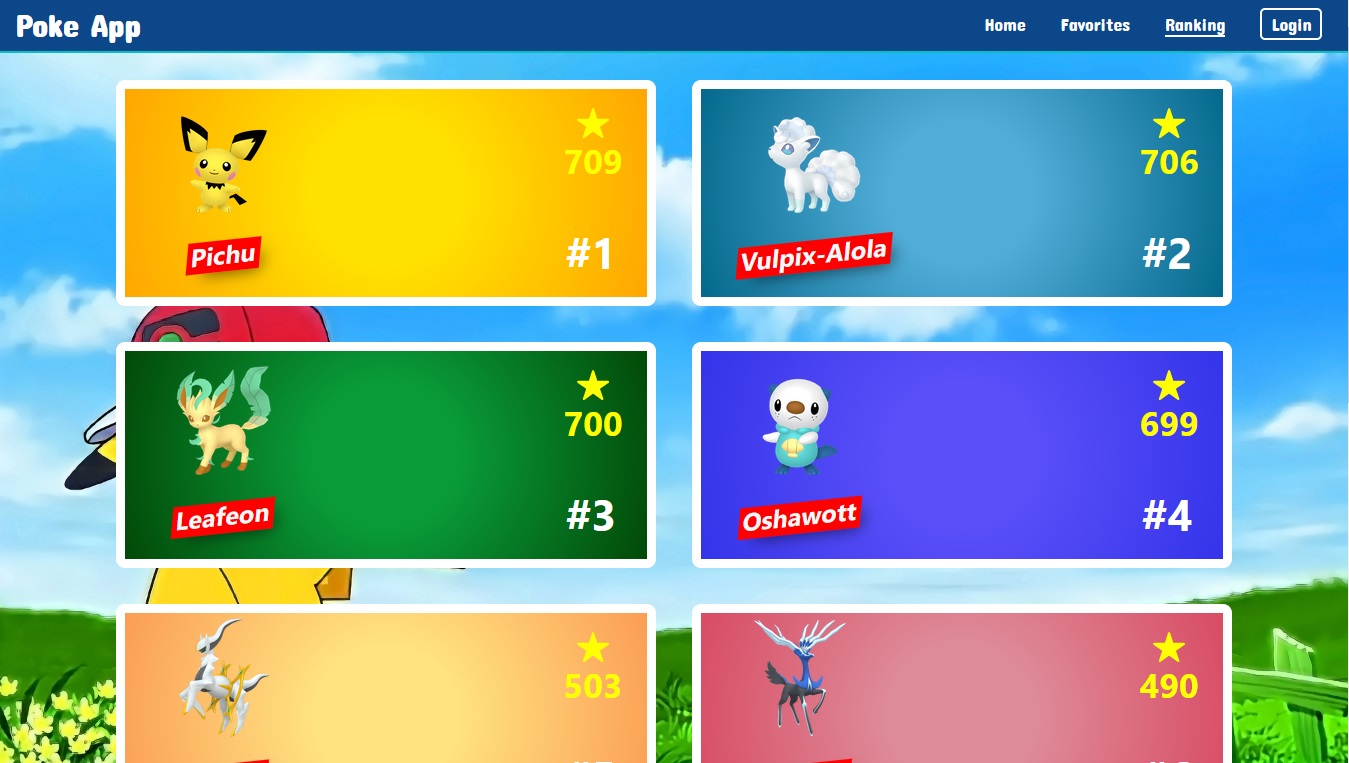 Poke App
Home Favorites Ranking Login
★ 709
Pichu #1
★ 706
Vulpix-Alola #2
★ 700
Leafeon #3
★ 699
Oshawott #4
★ 503
★ 490